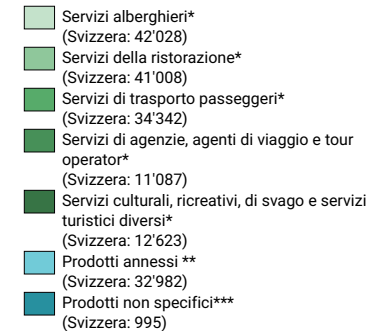 Servizi alberghieri*
(Svizzera: 42'028)
Servizi della ristorazione*
(Svizzera: 41'008)
Servizi di trasporto passeggeri*
(Svizzera: 34'342)
Servizi di agenzie, agenti di viaggio e tour
operator*
(Svizzera: 11'087)
Servizi culturali, ricreativi, di svago e servizi
turistici diversi*
(Svizzera: 12'623)
Prodotti annessi **
(Svizzera: 32'982)
Prodotti non specifici***
(Svizzera: 995)